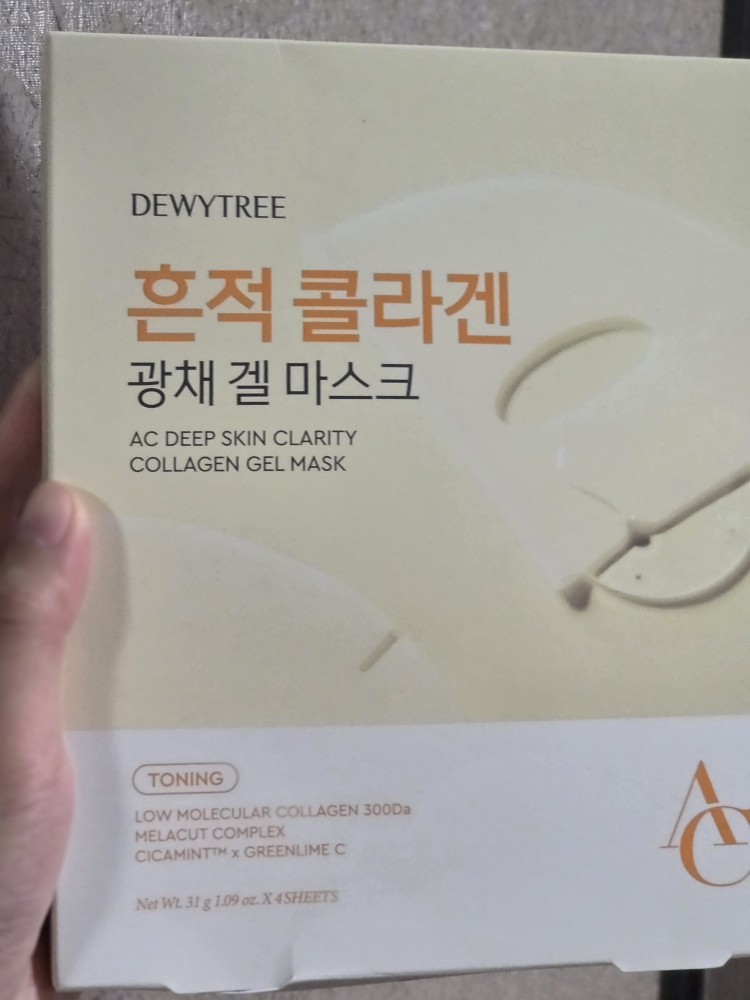 DEWYTREE
흔적 콜라겐
광채 겔 마스크
AC DEEP SKIN CLARITY
COLLAGEN GEL MASK
TONING
LOW MOLECULAR COLLAGEN 300Da
MELACUT COMPLEX
CICAMINT™ x GREENLIME C
Net Wt. 31 g 1.09 oz. X 4 SHEETS
AC